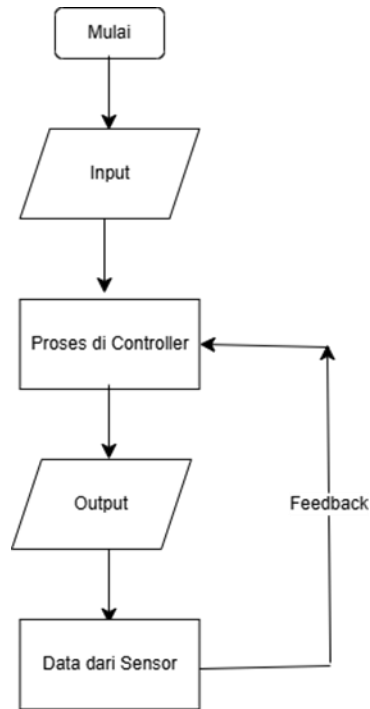 Mulai
Input
Proses di Controller
Output
Feedback
Data dari Sensor